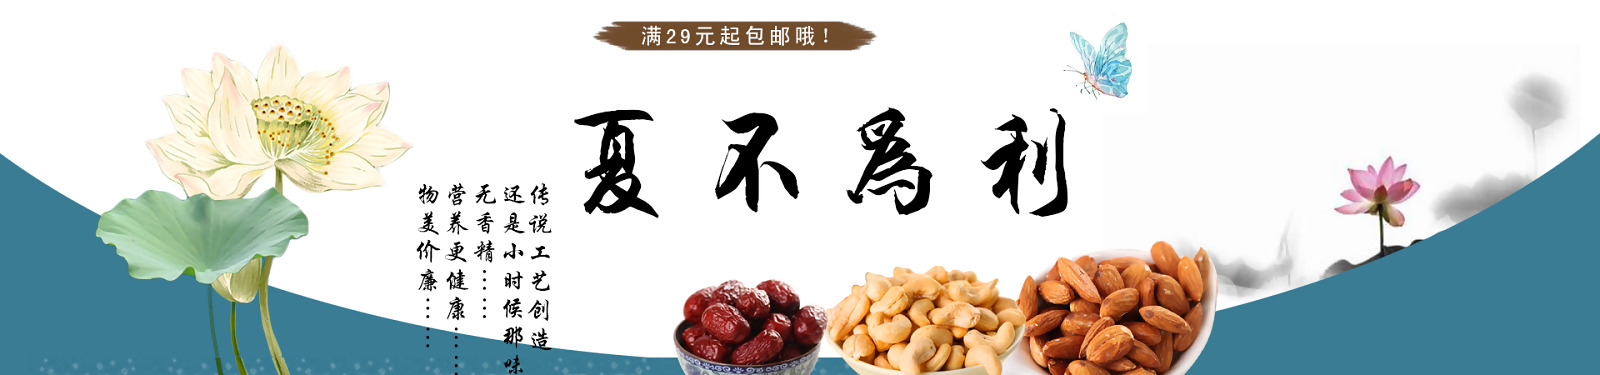 满29元起包邮哦!
夏不為利
传说工艺创造
还是小时候那味
无香精……
营养更健康……
物美价廉……